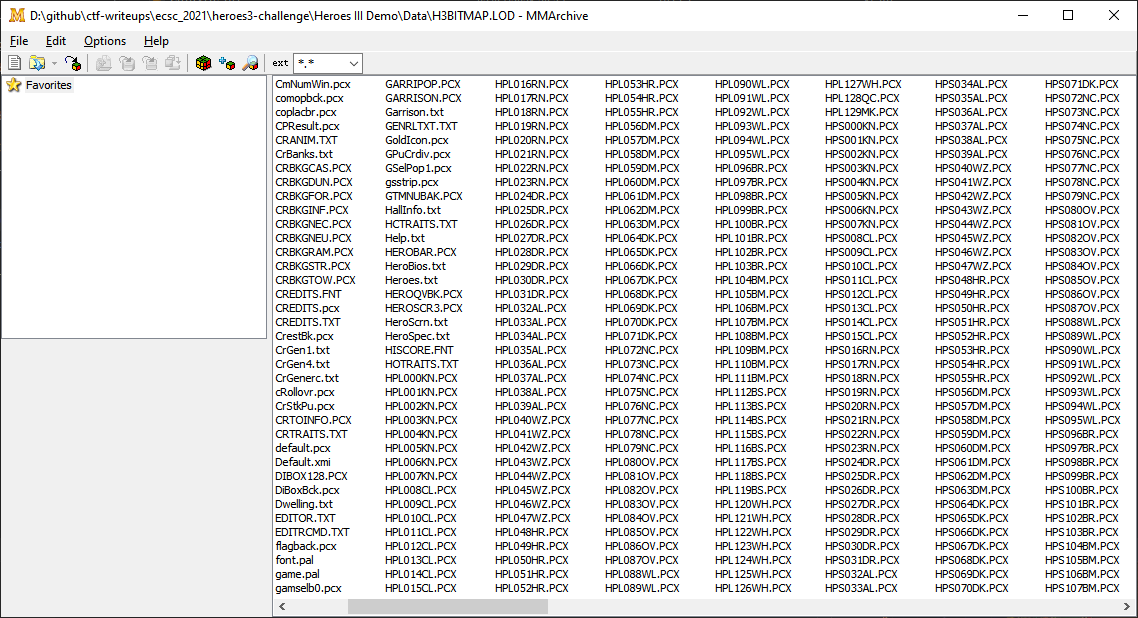 D:\github\ctf-writeups\ecsc_2021\heroes3-challenge\Heroes III Demo\Data\H3BITMAP.LOD - MMArchive
File Edit Options Help
ext *.*
Favorites
CmNumWin.pcx
comopbck.pcx
coplacbr.pcx
CPResult.pcx
CRANIM.TXT
CrBanks.txt
CRBKGCAS.PCX
CRBKGDUN.PCX
CRBKGFOR.PCX
CRBKGINF.PCX
CRBKGNEC.PCX
CRBKGNEU.PCX
CRBKGRAM.PCX
CRBKGSTR.PCX
CRBKGTOW.PCX
CREDITS.FNT
CREDITS.pcx
CREDITS.TXT
CrestBk.pcx
CrGen1.txt
CrGen4.txt
CrGenerc.txt
cRollovr.pcx
CrStkPu.pcx
CRTOINFO.PCX
CRTRAITS.TXT
default.pcx
Default.xmi
DIBOX128.PCX
DiBoxBck.pcx
Dwelling.txt
EDITOR.TXT
EDITRCMD.TXT
flagback.pcx
font.pal
game.pal
gamselb0.pcx
GARRIPOP.PCX
GARRISON.PCX
Garrison.txt
GENRLTXT.TXT
GoldIcon.pcx
GPuCrdiv.pcx
GSelPop1.pcx
gsstrip.pcx
GTMNUBAK.PCX
HallInfo.txt
HCTRAITS.TXT
Help.txt
HEROBAR.PCX
HeroBios.txt
Heroes.txt
HEROQVBK.PCX
HEROSCR3.PCX
HeroScrn.txt
HeroSpec.txt
HISCORE.FNT
HOTRAITS.TXT
HPL000KN.PCX
HPL001KN.PCX
HPL002KN.PCX
HPL003KN.PCX
HPL004KN.PCX
HPL005KN.PCX
HPL006KN.PCX
HPL007KN.PCX
HPL008CL.PCX
HPL009CL.PCX
HPL010CL.PCX
HPL011CL.PCX
HPL012CL.PCX
HPL013CL.PCX
HPL014CL.PCX
HPL015CL.PCX
HPL016RN.PCX
HPL017RN.PCX
HPL018RN.PCX
HPL019RN.PCX
HPL020RN.PCX
HPL021RN.PCX
HPL022RN.PCX
HPL023RN.PCX
HPL024DR.PCX
HPL025DR.PCX
HPL026DR.PCX
HPL027DR.PCX
HPL028DR.PCX
HPL029DR.PCX
HPL030DR.PCX
HPL031DR.PCX
HPL032AL.PCX
HPL033AL.PCX
HPL034AL.PCX
HPL035AL.PCX
HPL036AL.PCX
HPL037AL.PCX
HPL038AL.PCX
HPL039AL.PCX
HPL040WZ.PCX
HPL041WZ.PCX
HPL042WZ.PCX
HPL043WZ.PCX
HPL044WZ.PCX
HPL045WZ.PCX
HPL046WZ.PCX
HPL047WZ.PCX
HPL048HR.PCX
HPL049HR.PCX
HPL050HR.PCX
HPL051HR.PCX
HPL052HR.PCX
HPL053HR.PCX
HPL054HR.PCX
HPL055HR.PCX
HPL056DM.PCX
HPL057DM.PCX
HPL058DM.PCX
HPL059DM.PCX
HPL060DM.PCX
HPL061DM.PCX
HPL062DM.PCX
HPL063DM.PCX
HPL064DK.PCX
HPL065DK.PCX
HPL066DK.PCX
HPL067DK.PCX
HPL068DK.PCX
HPL069DK.PCX
HPL070DK.PCX
HPL071DK.PCX
HPL072NC.PCX
HPL073NC.PCX
HPL074NC.PCX
HPL075NC.PCX
HPL076NC.PCX
HPL077NC.PCX
HPL078NC.PCX
HPL079NC.PCX
HPL080OV.PCX
HPL081OV.PCX
HPL082OV.PCX
HPL083OV.PCX
HPL084OV.PCX
HPL085OV.PCX
HPL086OV.PCX
HPL087OV.PCX
HPL088WL.PCX
HPL089WL.PCX
HPL090WL.PCX
HPL091WL.PCX
HPL092WL.PCX
HPL093WL.PCX
HPL094WL.PCX
HPL095WL.PCX
HPL096BR.PCX
HPL097BR.PCX
HPL098BR.PCX
HPL099BR.PCX
HPL100BR.PCX
HPL101BR.PCX
HPL102BR.PCX
HPL103BR.PCX
HPL104BM.PCX
HPL105BM.PCX
HPL106BM.PCX
HPL107BM.PCX
HPL108BM.PCX
HPL109BM.PCX
HPL110BM.PCX
HPL111BM.PCX
HPL112BS.PCX
HPL113BS.PCX
HPL114BS.PCX
HPL115BS.PCX
HPL116BS.PCX
HPL117BS.PCX
HPL118BS.PCX
HPL119BS.PCX
HPL120WH.PCX
HPL121WH.PCX
HPL122WH.PCX
HPL123WH.PCX
HPL124WH.PCX
HPL125WH.PCX
HPL126WH.PCX
HPL127WH.PCX
HPL128QC.PCX
HPL129MK.PCX
HPS000KN.PCX
HPS001KN.PCX
HPS002KN.PCX
HPS003KN.PCX
HPS004KN.PCX
HPS005KN.PCX
HPS006KN.PCX
HPS007KN.PCX
HPS008CL.PCX
HPS009CL.PCX
HPS010CL.PCX
HPS011CL.PCX
HPS012CL.PCX
HPS013CL.PCX
HPS014CL.PCX
HPS015CL.PCX
HPS016RN.PCX
HPS017RN.PCX
HPS018RN.PCX
HPS019RN.PCX
HPS020RN.PCX
HPS021RN.PCX
HPS022RN.PCX
HPS023RN.PCX
HPS024DR.PCX
HPS025DR.PCX
HPS026DR.PCX
HPS027DR.PCX
HPS028DR.PCX
HPS029DR.PCX
HPS030DR.PCX
HPS031DR.PCX
HPS032AL.PCX
HPS033AL.PCX
HPS034AL.PCX
HPS035AL.PCX
HPS036AL.PCX
HPS037AL.PCX
HPS038AL.PCX
HPS039AL.PCX
HPS040WZ.PCX
HPS041WZ.PCX
HPS042WZ.PCX
HPS043WZ.PCX
HPS044WZ.PCX
HPS045WZ.PCX
HPS046WZ.PCX
HPS047WZ.PCX
HPS048HR.PCX
HPS049HR.PCX
HPS050HR.PCX
HPS051HR.PCX
HPS052HR.PCX
HPS053HR.PCX
HPS054HR.PCX
HPS055HR.PCX
HPS056DM.PCX
HPS057DM.PCX
HPS058DM.PCX
HPS059DM.PCX
HPS060DM.PCX
HPS061DM.PCX
HPS062DM.PCX
HPS063DM.PCX
HPS064DK.PCX
HPS065DK.PCX
HPS066DK.PCX
HPS067DK.PCX
HPS068DK.PCX
HPS069DK.PCX
HPS070DK.PCX
HPS071DK.PCX
HPS072NC.PCX
HPS073NC.PCX
HPS074NC.PCX
HPS075NC.PCX
HPS076NC.PCX
HPS077NC.PCX
HPS078NC.PCX
HPS079NC.PCX
HPS080OV.PCX
HPS081OV.PCX
HPS082OV.PCX
HPS083OV.PCX
HPS084OV.PCX
HPS085OV.PCX
HPS086OV.PCX
HPS087OV.PCX
HPS088WL.PCX
HPS089WL.PCX
HPS090WL.PCX
HPS091WL.PCX
HPS092WL.PCX
HPS093WL.PCX
HPS094WL.PCX
HPS095WL.PCX
HPS096BR.PCX
HPS097BR.PCX
HPS098BR.PCX
HPS099BR.PCX
HPS100BR.PCX
HPS101BR.PCX
HPS102BR.PCX
HPS103BR.PCX
HPS104BM.PCX
HPS105BM.PCX
HPS106BM.PCX
HPS107BM.PCX